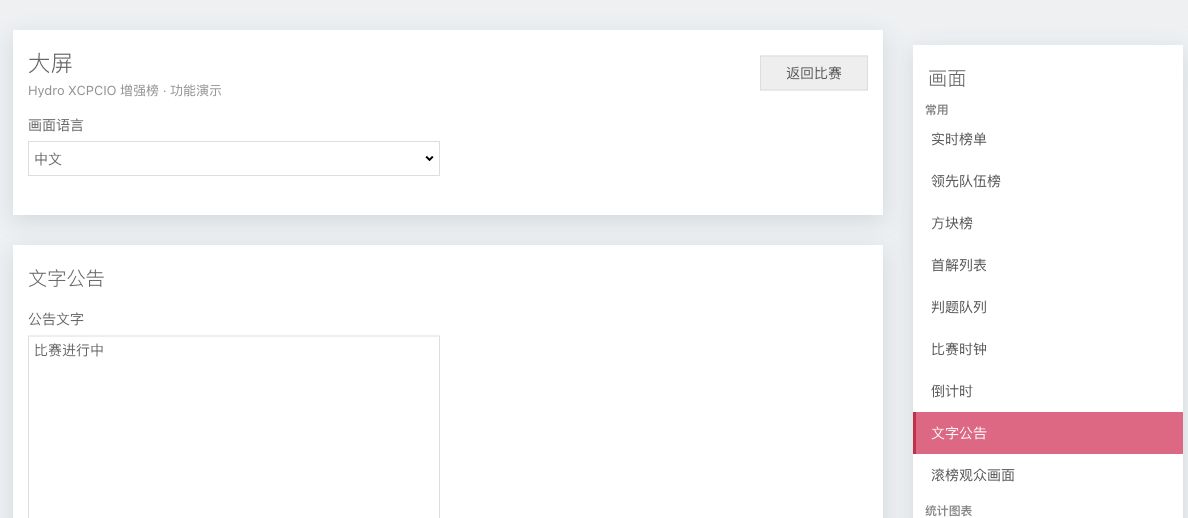 大屏
Hydro XCPCIO 增强榜 · 功能演示
返回比赛
画面语言
中文
文字公告
公告文字
比赛进行中
画面
常用
实时榜单
领先队伍榜
方块榜
首解列表
判题队列
比赛时钟
倒计时
文字公告
滚榜观众画面
统计图表